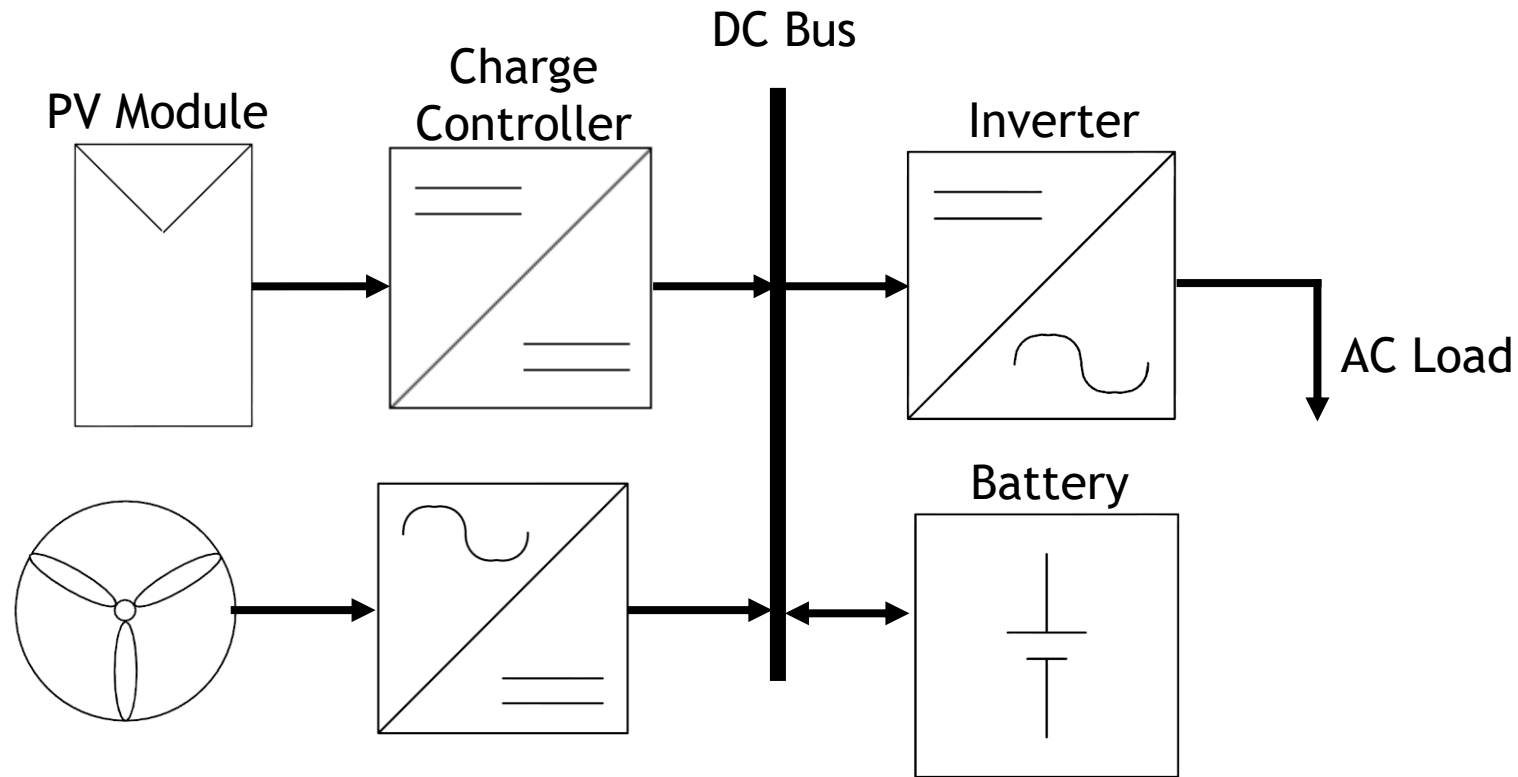 DC Bus
Charge
Controller
PV Module
Inverter
AC Load
Battery